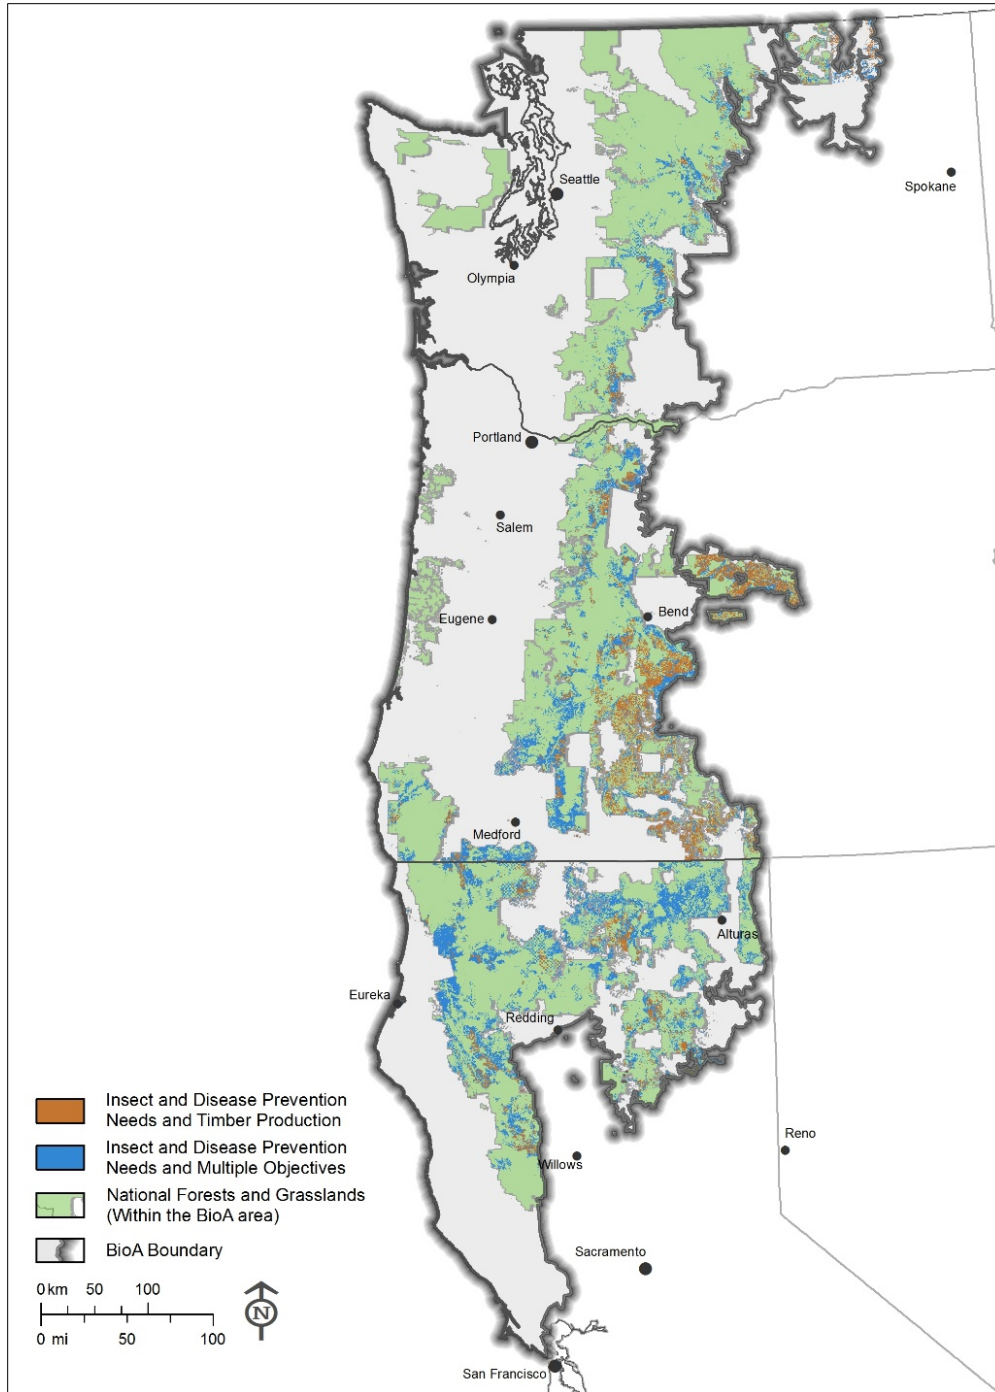 Seattle
Spokane
Olympia
Portland
Salem
Eugene
Bend
Medford
Alturas
Eureka
Redding
Willows
Reno
Sacramento
San Francisco
Insect and Disease Prevention
Needs and Timber Production
Insect and Disease Prevention
Needs and Multiple Objectives
National Forests and Grasslands
(Within the BioA area)
BioA Boundary
0 km 50 100
0 mi 50 100
N